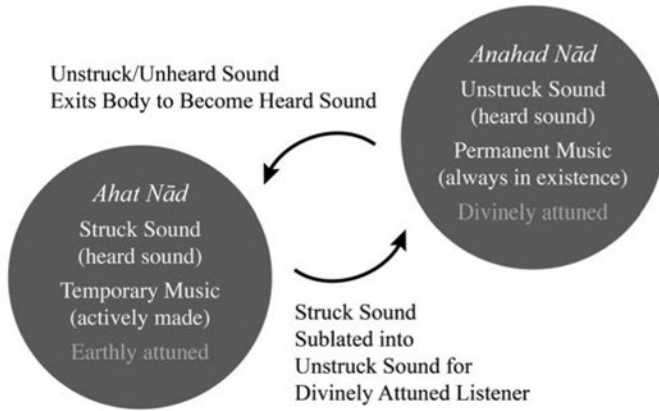 Unstruck/Unheard Sound
Exits Body to Become Heard Sound
Anahad Nād
Unstruck Sound
(heard sound)
Permanent Music
(always in existence)
Divinely attuned
Ahat Nād
Struck Sound
(heard sound)
Temporary Music
(actively made)
Earthly attuned
Struck Sound
Sublated into
Unstruck Sound for
Divinely Attuned Listener